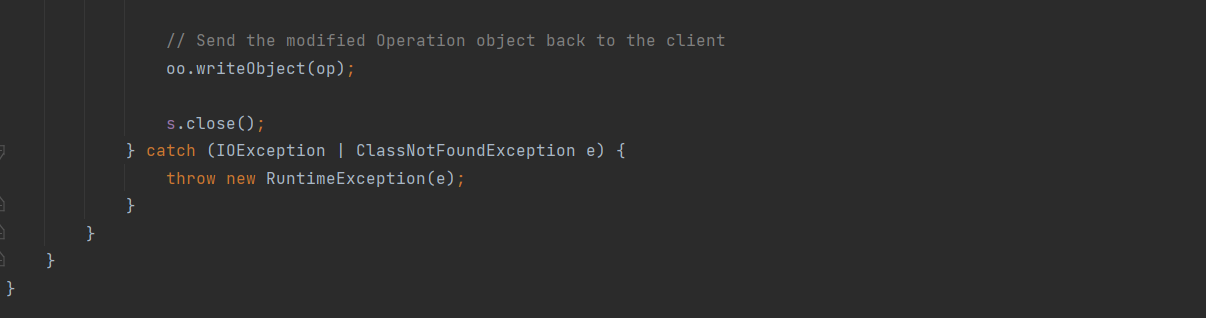 // Send the modified Operation object back to the client
oo.writeObject(op);
s.close();
} catch (IOException | ClassNotFoundException e) {
throw new RuntimeException(e);
}
}
}
}